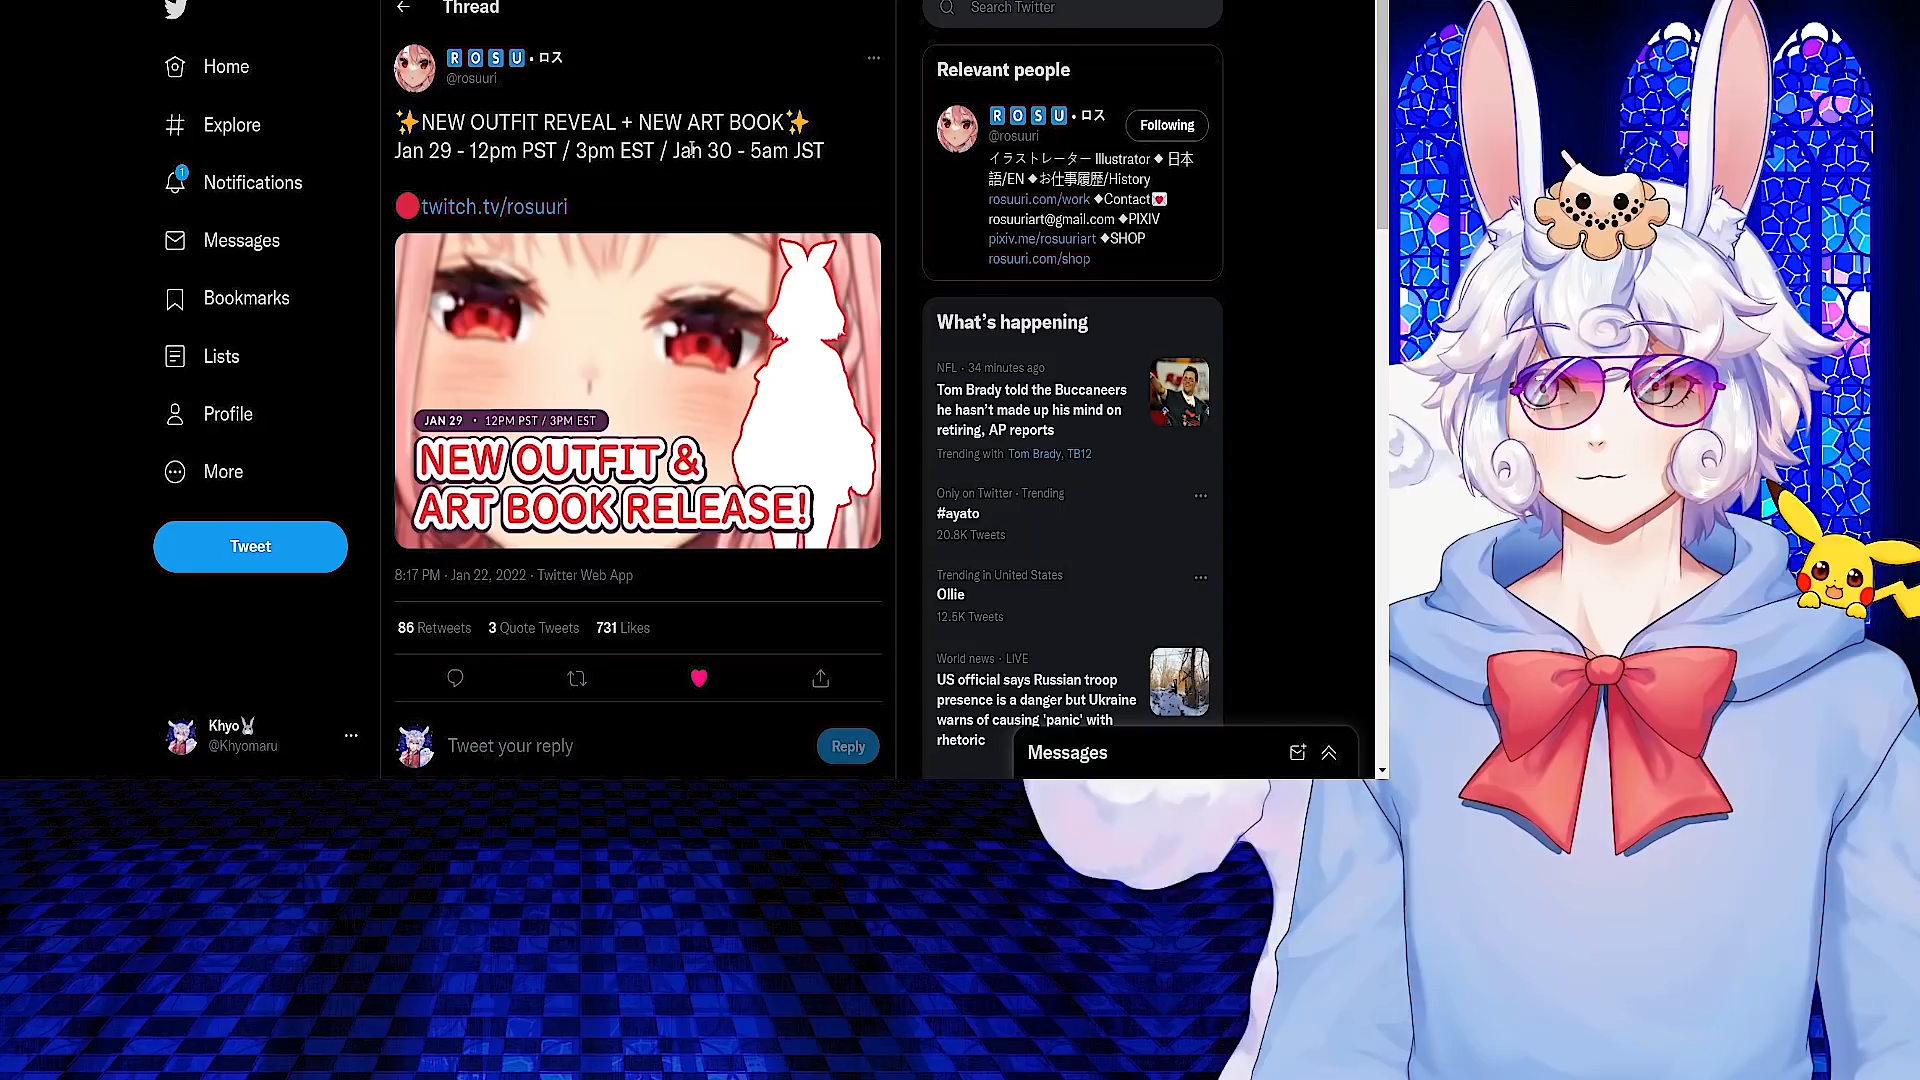 Home
Explore
1
Notifications
Messages
Bookmarks
Lists
Profile
More
Tweet
Khyo🐰
@Khyomaru
Thread
🇷 🇴 🇸 🇺 • ロス
@rosuuri
✨NEW OUTFIT REVEAL + NEW ART BOOK✨
Jan 29 - 12pm PST / 3pm EST / Jan 30 - 5am JST
🔴twitch.tv/rosuuri
JAN 29 • 12PM PST / 3PM EST
NEW OUTFIT &
ART BOOK RELEASE!
8:17 PM · Jan 22, 2022 · Twitter Web App
86 Retweets 3 Quote Tweets 731 Likes
Tweet your reply
Reply
Search Twitter
Relevant people
🇷 🇴 🇸 🇺 • ロス
@rosuuri
Following
イラストレーター Illustrator ◆ 日本
語/EN ◆お仕事履歴/History
rosuuri.com/work ◆Contact💌
rosuuriart@gmail.com ◆PIXIV
pixiv.me/rosuuriart ◆SHOP
rosuuri.com/shop
What's happening
NFL · 34 minutes ago
Tom Brady told the Buccaneers
he hasn't made up his mind on
retiring, AP reports
Trending with Tom Brady, TB12
Only on Twitter · Trending
#ayato
20.8K Tweets
Trending in United States
Ollie
12.5K Tweets
World news · LIVE
US official says Russian troop
presence is a danger but Ukraine
warns of causing 'panic' with
rhetoric
Messages